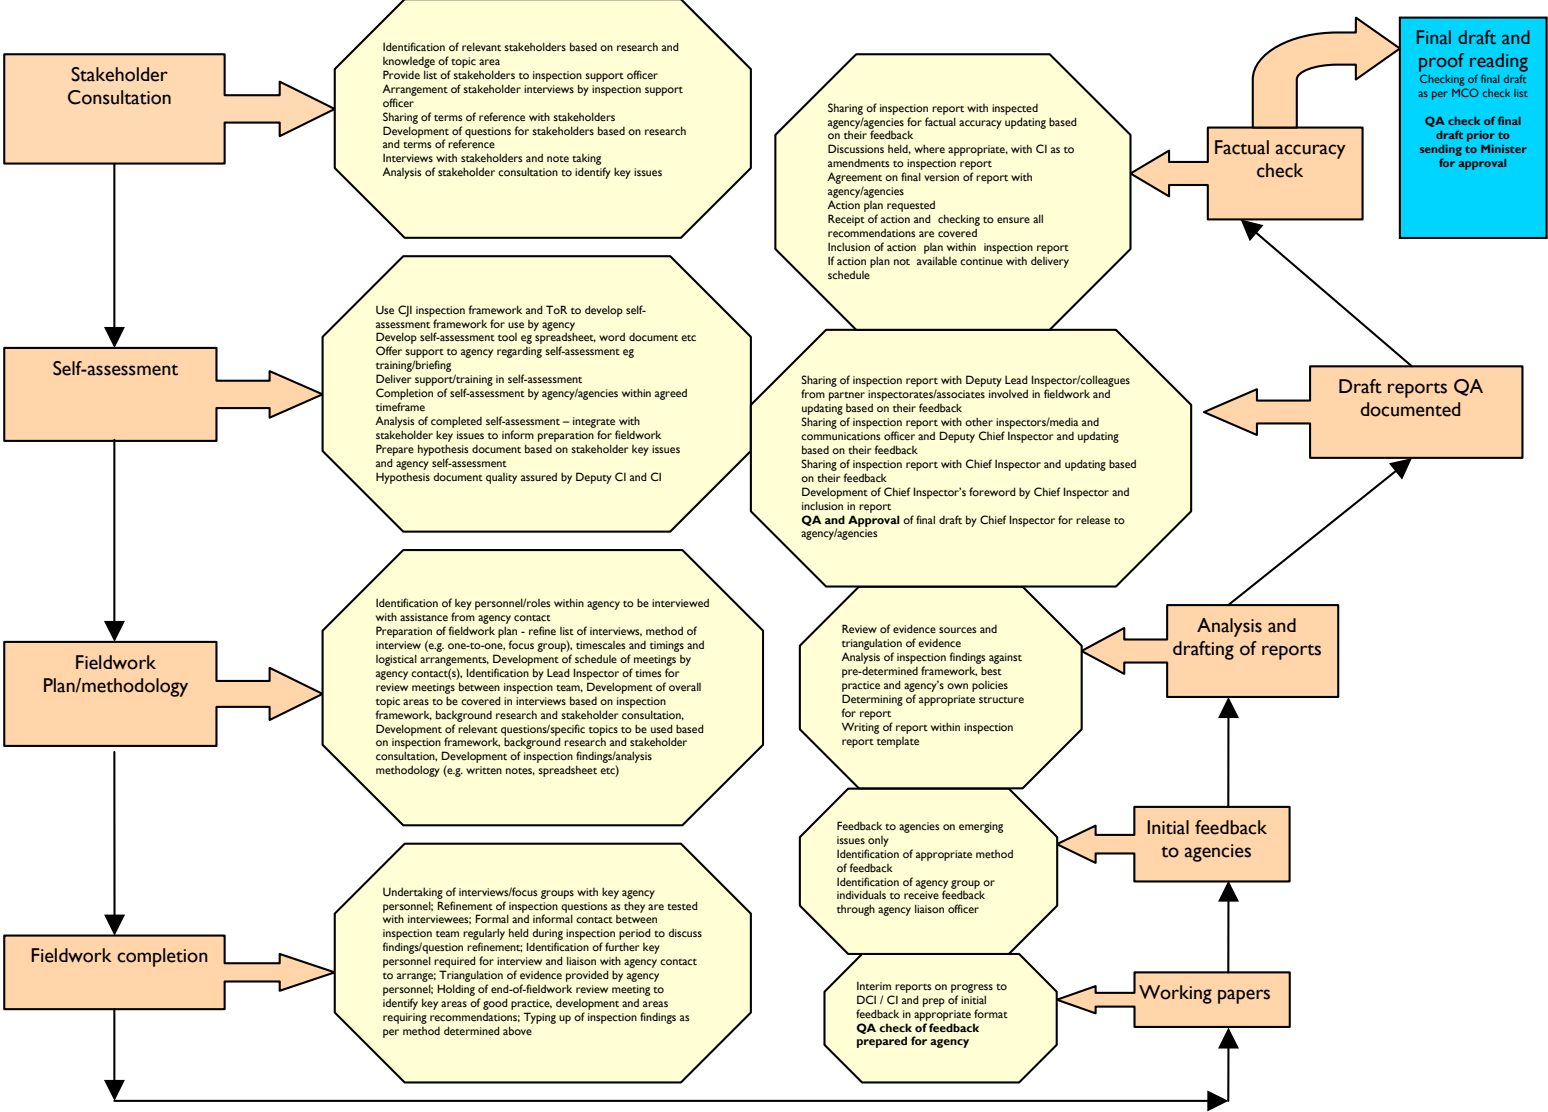 Stakeholder
Consultation
Identification of relevant stakeholders based on research and
knowledge of topic area
Provide list of stakeholders to inspection support officer
Arrangement of stakeholder interviews by inspection support
officer
Sharing of terms of reference with stakeholders
Development of questions for stakeholders based on research
and terms of reference
Interviews with stakeholders and note taking
Analysis of stakeholder consultation to identify key issues
Self-assessment
Use CJI inspection framework and ToR to develop self-
assessment framework for use by agency
Develop self-assessment tool eg spreadsheet, word document etc
Offer support to agency regarding self-assessment eg
training/briefing
Deliver support/training in self-assessment
Completion of self-assessment by agency/agencies within agreed
timeframe
Analysis of completed self-assessment – integrate with
stakeholder key issues to inform preparation for fieldwork
Prepare hypothesis document based on stakeholder key issues
and agency self-assessment
Hypothesis document quality assured by Deputy CI and CI
Fieldwork
Plan/methodology
Identification of key personnel/roles within agency to be interviewed
with assistance from agency contact
Preparation of fieldwork plan - refine list of interviews, method of
interview (e.g. one-to-one, focus group), timescales and timings and
logistical arrangements, Development of schedule of meetings by
agency contact(s), Identification by Lead Inspector of times for
review meetings between inspection team, Development of overall
topic areas to be covered in interviews based on inspection
framework, background research and stakeholder consultation,
Development of relevant questions/specific topics to be used based
on inspection framework, background research and stakeholder
consultation, Development of inspection findings/analysis
methodology (e.g. written notes, spreadsheet etc)
Fieldwork completion
Undertaking of interviews/focus groups with key agency
personnel; Refinement of inspection questions as they are tested
with interviewees; Formal and informal contact between
inspection team regularly held during inspection period to discuss
findings/question refinement; Identification of further key
personnel required for interview and liaison with agency contact
to arrange; Triangulation of evidence provided by agency
personnel; Holding of end-of-fieldwork review meeting to
identify key areas of good practice, development and areas
requiring recommendations; Typing up of inspection findings as
per method determined above
Working papers
Interim reports on progress to
DCI / CI and prep of initial
feedback in appropriate format
QA check of feedback
prepared for agency
Initial feedback
to agencies
Feedback to agencies on emerging
issues only
Identification of appropriate method
of feedback
Identification of agency group or
individuals to receive feedback
through agency liaison officer
Analysis and
drafting of reports
Review of evidence sources and
triangulation of evidence
Analysis of inspection findings against
pre-determined framework, best
practice and agency's own policies
Determining of appropriate structure
for report
Writing of report within inspection
report template
Draft reports QA
documented
Sharing of inspection report with Deputy Lead Inspector/colleagues
from partner inspectorates/associates involved in fieldwork and
updating based on their feedback
Sharing of inspection report with other inspectors/media and
communications officer and Deputy Chief Inspector and updating
based on their feedback
Sharing of inspection report with Chief Inspector and updating based
on their feedback
Development of Chief Inspector's foreword by Chief Inspector and
inclusion in report
QA and Approval of final draft by Chief Inspector for release to
agency/agencies
Factual accuracy
check
Sharing of inspection report with inspected
agency/agencies for factual accuracy updating based
on their feedback
Discussions held, where appropriate, with CI as to
amendments to inspection report
Agreement on final version of report with
agency/agencies
Action plan requested
Receipt of action and checking to ensure all
recommendations are covered
Inclusion of action plan within inspection report
If action plan not available continue with delivery
schedule
Final draft and
proof reading
Checking of final draft
as per MCO check list
QA check of final
draft prior to
sending to Minister
for approval